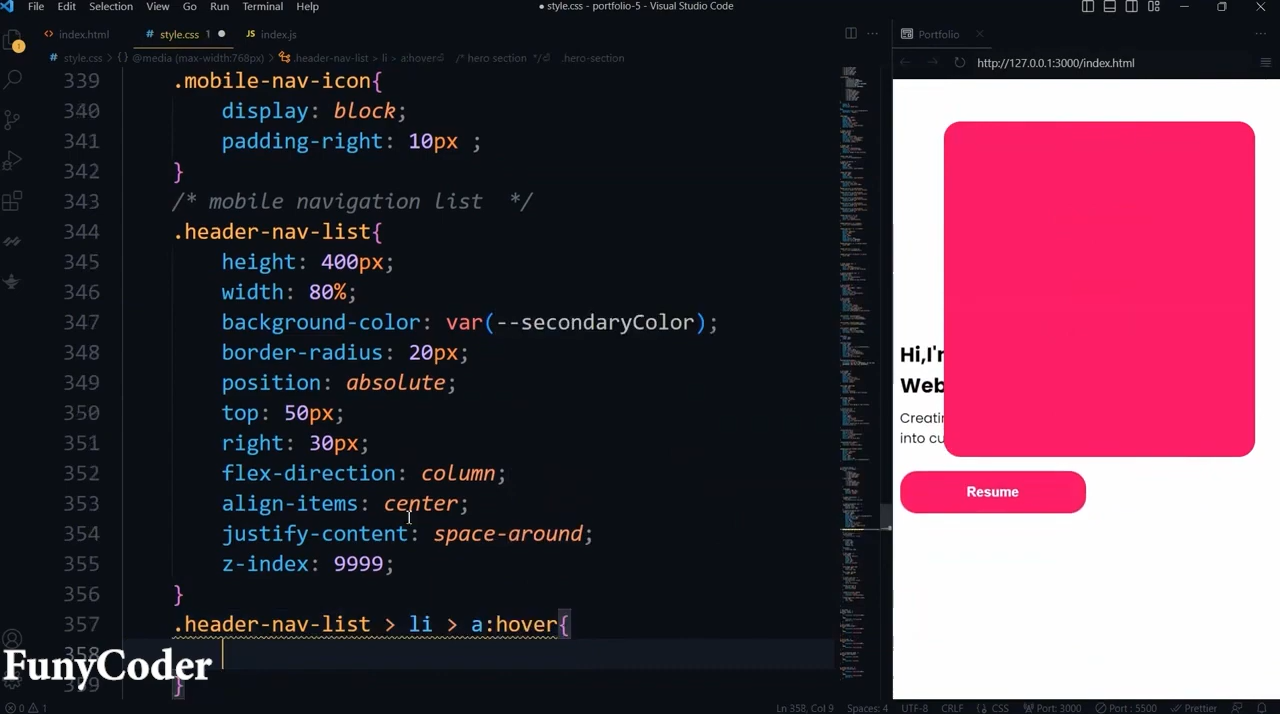 File Edit Selection View Go Run Terminal Help
● style.css - portfolio-5 - Visual Studio Code
index.html
# style.css 1 ●
index.js
Portfolio
# style.css > {} @media (max-width:768px) > .header-nav-list > li > a:hover /* hero section */ .hero-section
http://127.0.0.1:3000/index.html
339 .mobile-nav-icon{
340 display: block;
341 padding-right: 10px ;
342 }
343 /* mobile navigation list */
344 .header-nav-list{
345 height: 400px;
346 width: 80%;
347 background-color: var(--secondaryColor);
348 border-radius: 20px;
349 position: absolute;
350 top: 50px;
351 right: 30px;
352 flex-direction: column;
353 align-items: center;
354 justify-content: space-around;
355 z-index: 9999;
356 }
357 .header-nav-list > li > a:hover{
358
359 }
Hi,I'r
Web
Creatin
into cu
Resume
FunyCoder
0 1
Ln 358, Col 9 Spaces: 4 UTF-8 CRLF {} CSS Port: 3000 Port : 5500 Prettier